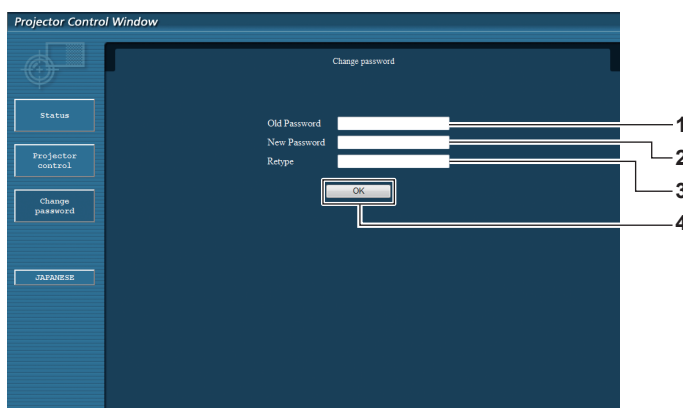 Projector Control Window
Change password
Status
Projector
control
Change
password
JAPANESE
Old Password
New Password
Retype
OK
1
2
3
4